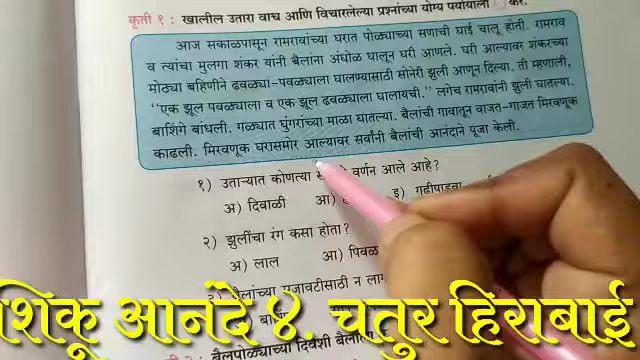 कृती १ : खालील उतारा वाच आणि विचारलेल्या प्रश्नांच्या योग्य पर्यायाला कर.
आज सकाळपासून रामरावांच्या घरात पोळ्याच्या सणाची घाई चालू होती. रामराव
व त्यांचा मुलगा शंकर यांनी बैलांना अंघोळ घालून घरी आणले. घरी आल्यावर शंकरच्या
मोठ्या बहिणीने ढवळ्या-पवळ्याला घालण्यासाठी सोनेरी झुली आणून दिल्या. ती म्हणाली,
"एक झूल पवळ्याला व एक झूल ढवळ्याला घालायची." लगेच रामरावांनी झुली घातल्या.
बाशिंगे बांधली. गळ्यात घुंगरांच्या माळा घातल्या. बैलांची गावातून वाजत-गाजत मिरवणूक
काढली. मिरवणूक घरासमोर आल्यावर सर्वांनी बैलांची आनंदाने पूजा केली.
१) उताऱ्यात कोणत्या वर्णन आले आहे?
अ) दिवाळी आ) इ) गुढीपाडवा
२) झुलींचा रंग कसा होता?
अ) लाल आ)
बैलांच्या सजावटीसाठी न
शिकू आनंदे ४. चतुर हिराबाई
बैलपोळ्याच्या दिवशी